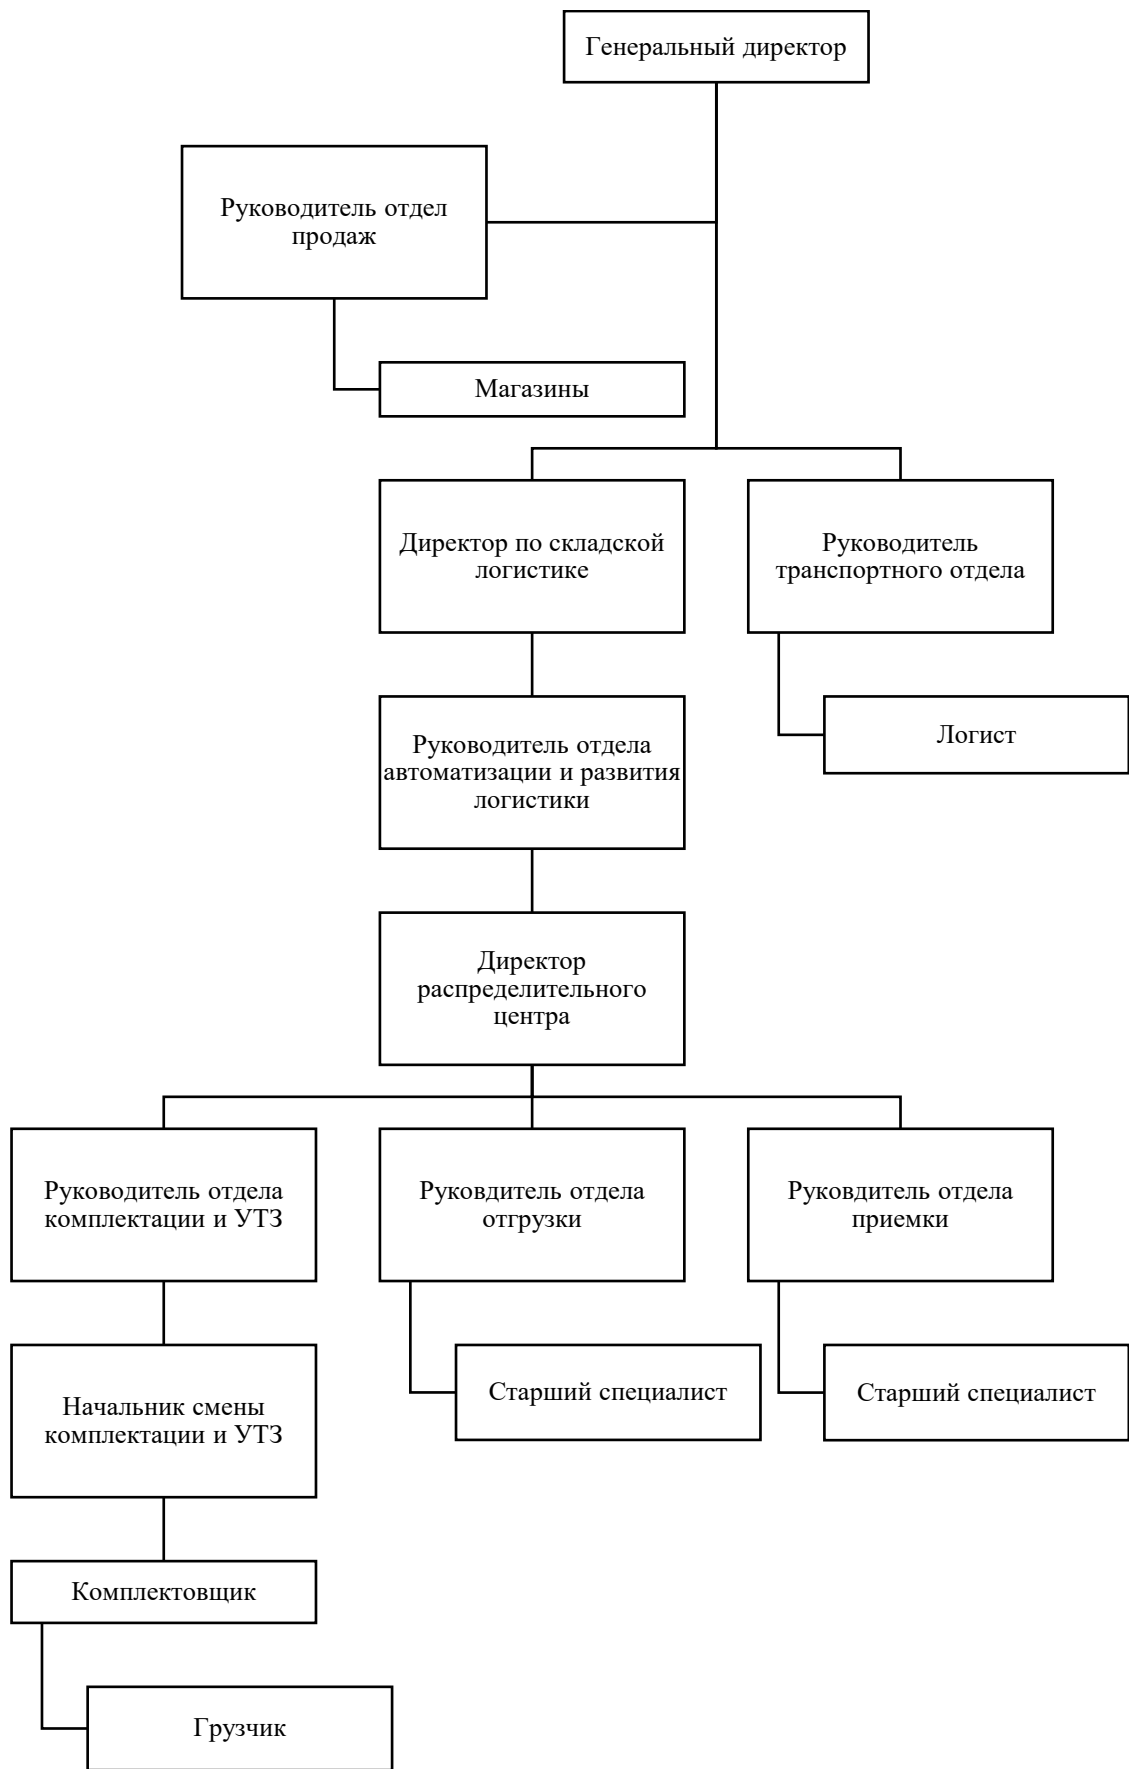 Генеральный директор
Руководитель отдел
продаж
Магазины
Директор по складской
логистике
Руководитель
транспортного отдела
Руководитель отдела
автоматизации и развития
логистики
Логист
Директор
распределительного
центра
Руководитель отдела
комплектации и УТЗ
Руковдитель отдела
отгрузки
Руковдитель отдела
приемки
Начальник смены
комплектации и УТЗ
Старший специалист
Старший специалист
Комплектовщик
Грузчик